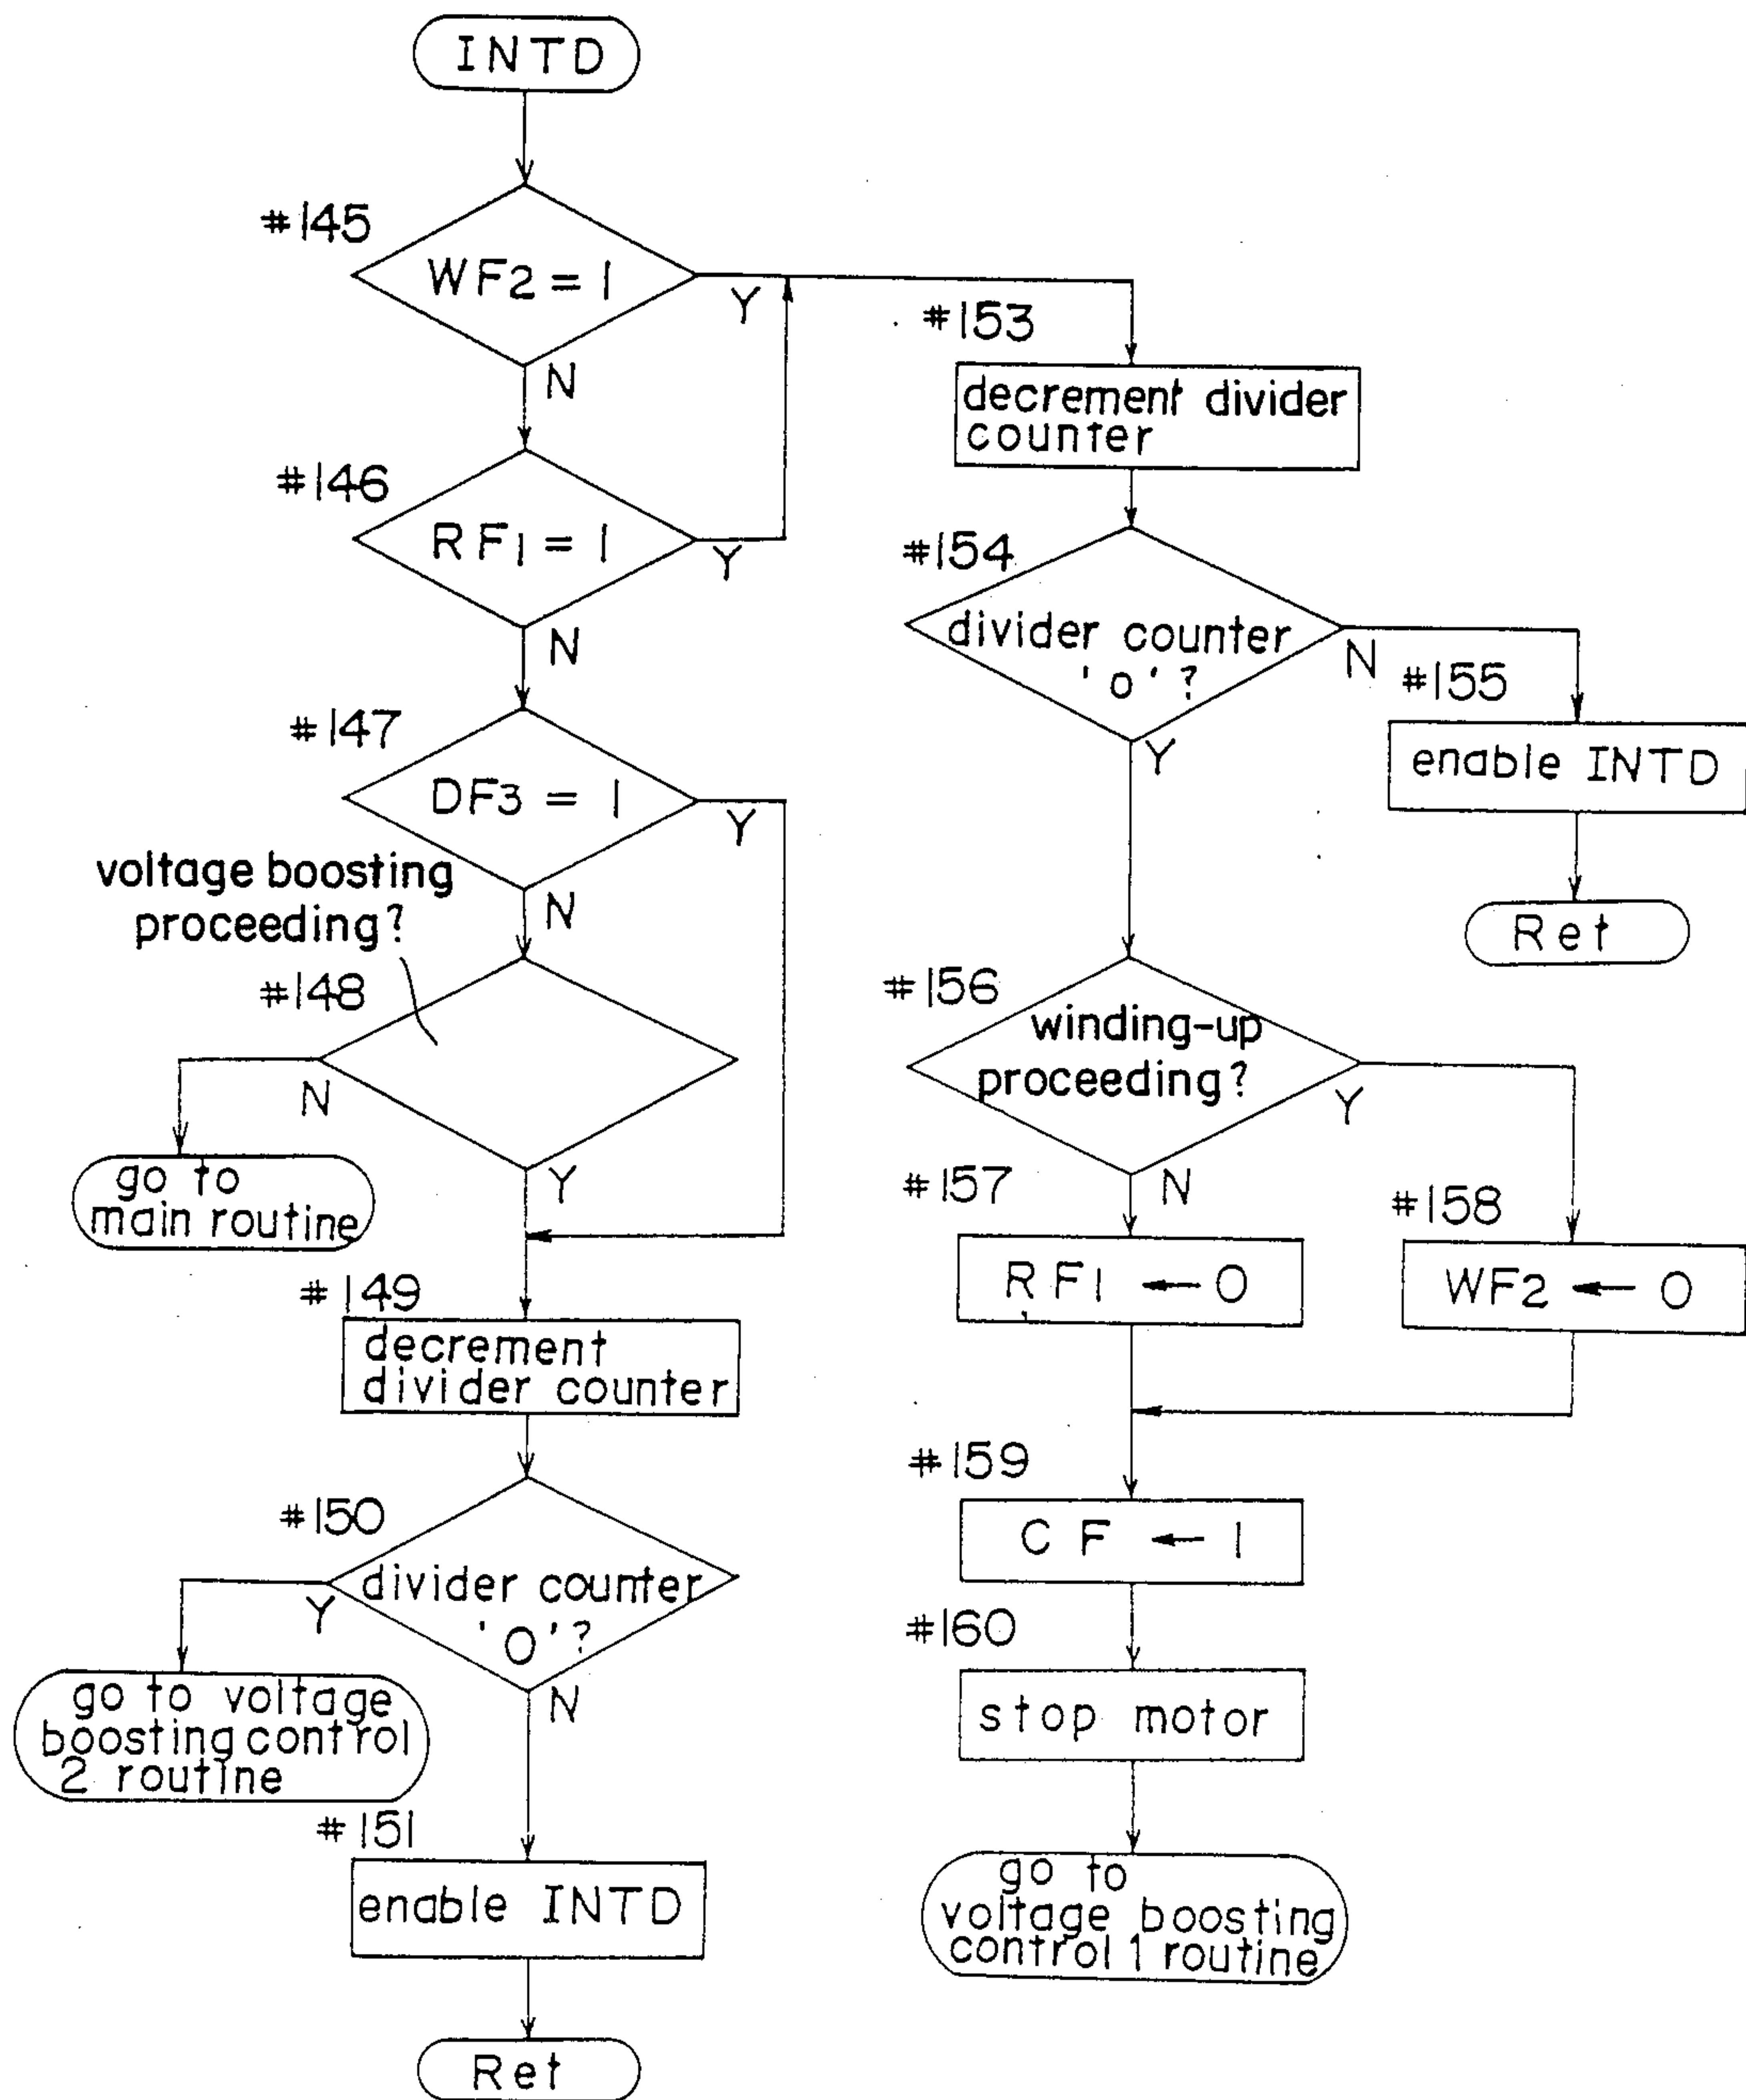 INTD
#145
WF2 = 1
Y
N
#146
RF1 = 1
Y
N
#147
DF3 = 1
Y
N
voltage boosting
proceeding?
#148
N
Y
go to
main routine
#149
decrement
divider counter
#150
divider counter
'0'?
Y
N
go to voltage
boosting control
2 routine
#151
enable INTD
Ret
#153
decrement divider
counter
#154
divider counter
'0'?
N
Y
#155
enable INTD
Ret
#156
winding-up
proceeding?
Y
N
#157
RF1 ← 0
#158
WF2 ← 0
#159
CF ← 1
#160
stop motor
go to
voltage boosting
control 1 routine